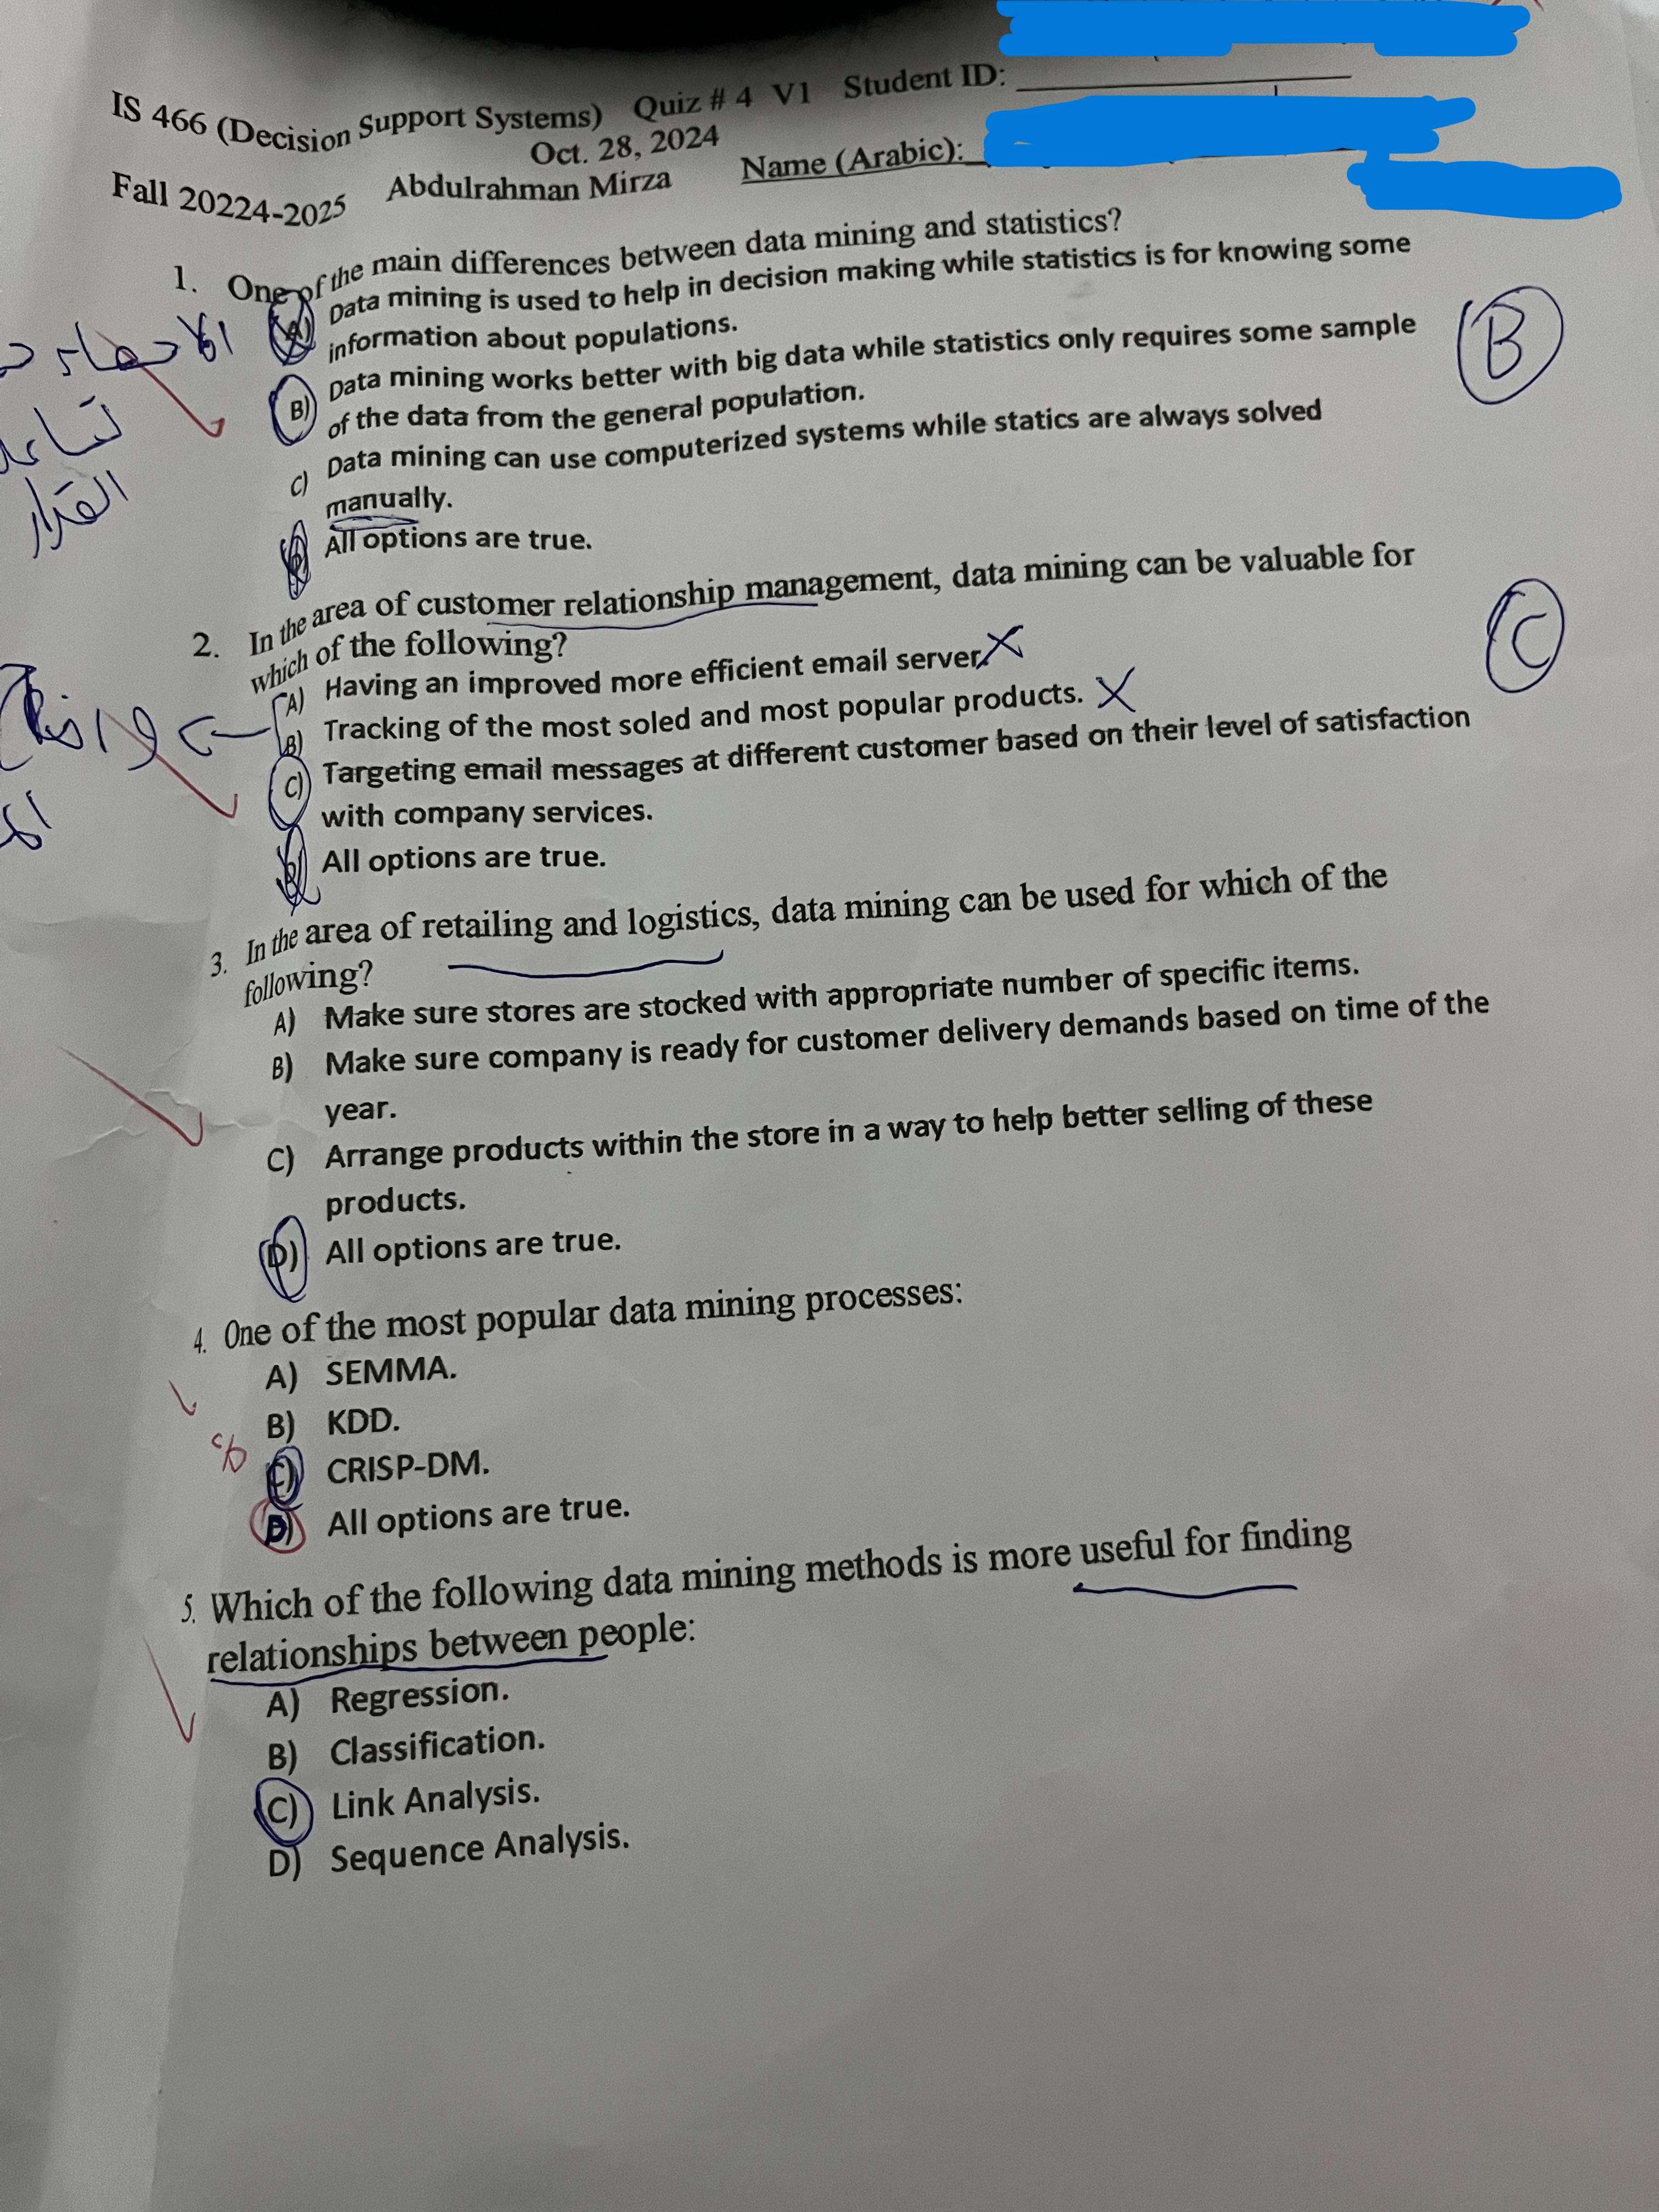 IS 466 (Decision Support Systems) Quiz # 4 V1 Student ID:
Oct. 28, 2024
Fall 20224-2025 Abdulrahman Mirza Name (Arabic):
1. One of the main differences between data mining and statistics?
A) Data mining is used to help in decision making while statistics is for knowing some
information about populations.
B) Data mining works better with big data while statistics only requires some sample
of the data from the general population.
C) Data mining can use computerized systems while statics are always solved
manually.
All options are true.
B
الاحصاء
القرار
2. In the area of customer relationship management, data mining can be valuable for
which of the following?
A) Having an improved more efficient email server. X
B) Tracking of the most soled and most popular products. X
C) Targeting email messages at different customer based on their level of satisfaction
with company services.
All options are true.
C
3. In the area of retailing and logistics, data mining can be used for which of the
following?
A) Make sure stores are stocked with appropriate number of specific items.
B) Make sure company is ready for customer delivery demands based on time of the
year.
C) Arrange products within the store in a way to help better selling of these
products.
D) All options are true.
4. One of the most popular data mining processes:
A) SEMMA.
B) KDD.
C) CRISP-DM.
D) All options are true.
5. Which of the following data mining methods is more useful for finding
relationships between people:
A) Regression.
B) Classification.
C) Link Analysis.
D) Sequence Analysis.